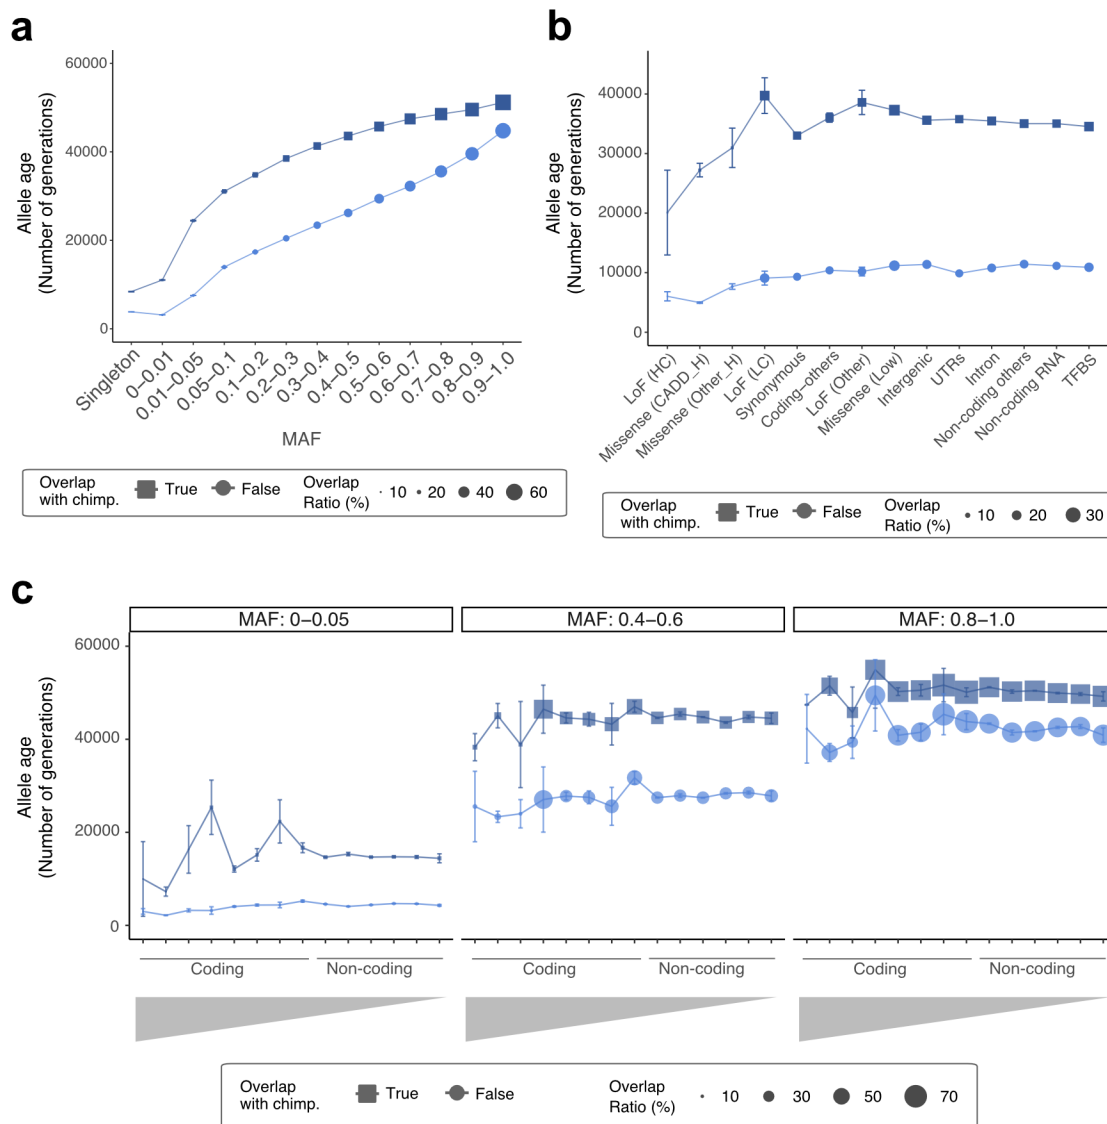 a
Allele age
(Number of generations)
60000
40000
20000
0
Singleton
0–0.01
0.01–0.05
0.05–0.1
0.1–0.2
0.2–0.3
0.3–0.4
0.4–0.5
0.5–0.6
0.6–0.7
0.7–0.8
0.8–0.9
0.9–1.0
MAF
Overlap
with chimp.
True
False
Overlap
Ratio (%)
10
20
40
60
b
Allele age
(Number of generations)
40000
30000
20000
10000
0
LoF (HC)
Missense (CADD_H)
Missense (Other_H)
LoF (LC)
Synonymous
Coding–others
LoF (Other)
Missense (Low)
Intergenic
UTRs
Intron
Non-coding others
Non-coding RNA
TFBS
Overlap
with chimp.
True
False
Overlap
Ratio (%)
10
20
30
c
MAF: 0–0.05
MAF: 0.4–0.6
MAF: 0.8–1.0
Allele age
(Number of generations)
60000
40000
20000
0
Coding
Non-coding
Coding
Non-coding
Coding
Non-coding
Overlap
with chimp.
True
False
Overlap
Ratio (%)
10
30
50
70